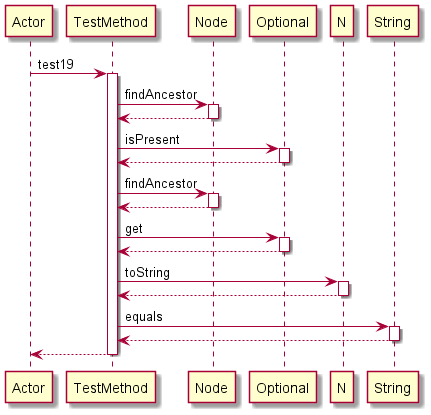 Actor TestMethod Node Optional N String
test19
findAncestor
isPresent
findAncestor
get
toString
equals
Actor TestMethod Node Optional N String